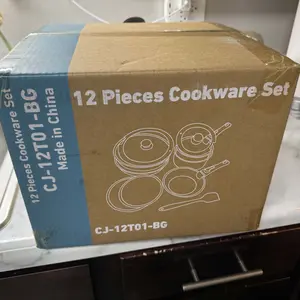 12 Pieces Cookware Set
CJ-12T01-BG
Made in China
12 Pieces Cookware Set
CJ-12T01-BG